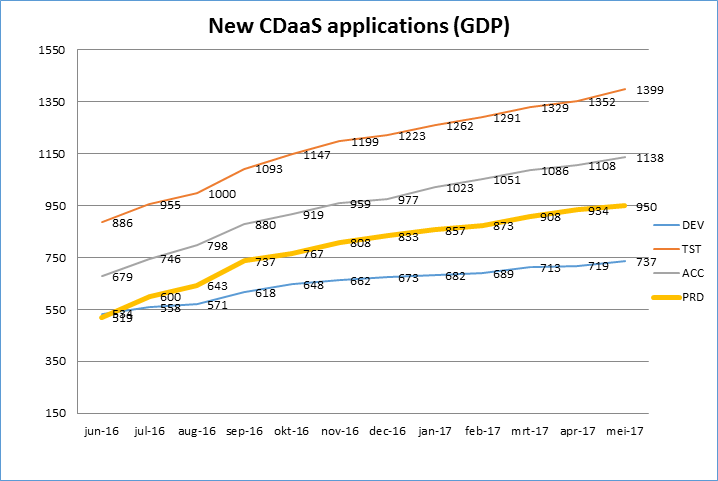 New CDaaS applications (GDP)
1550
1350
1150
950
750
550
350
150
886 955 1000 1093 1147 1199 1223 1262 1291 1329 1352 1399
679 746 798 880 919 959 977 1023 1051 1086 1108 1138
519 600 643 737 767 808 833 857 873 908 934 950
534 558 571 618 648 662 673 682 689 713 719 737
DEV
TST
ACC
PRD
jun-16 jul-16 aug-16 sep-16 okt-16 nov-16 dec-16 jan-17 feb-17 mrt-17 apr-17 mei-17